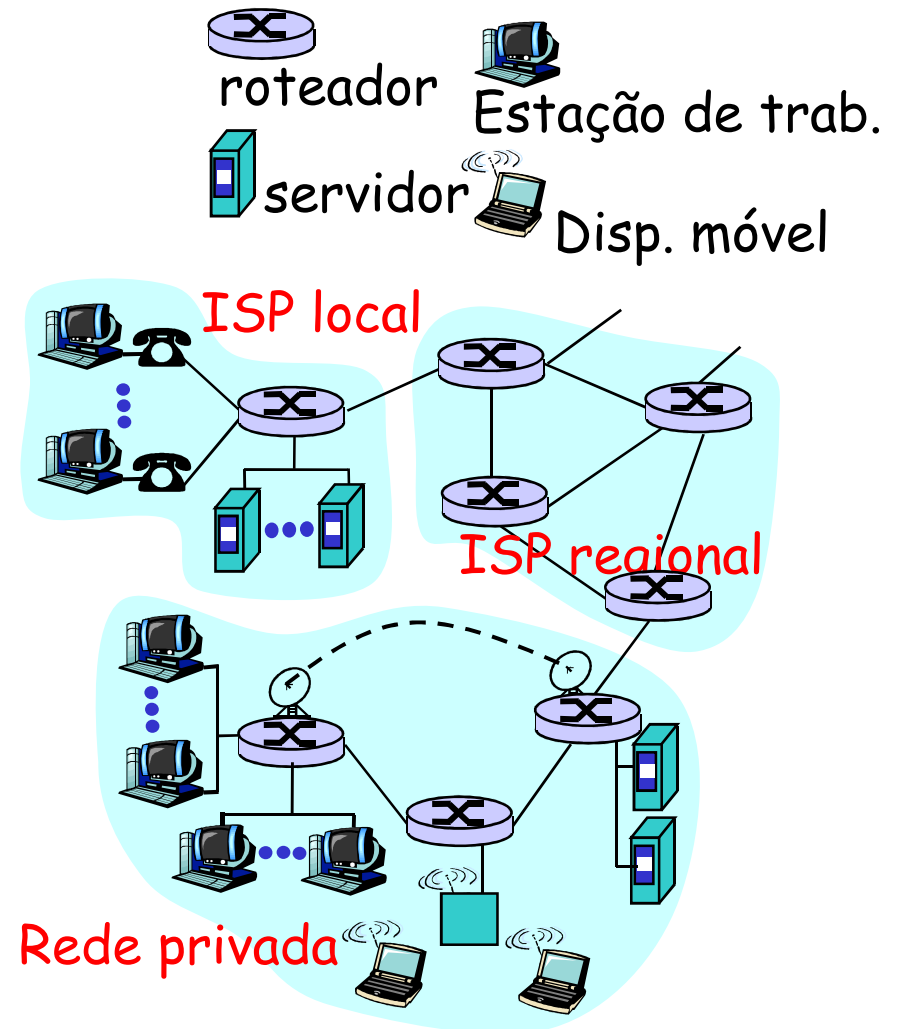 roteador
Estação de trab.
servidor
Disp. móvel
ISP local
ISP regional
Rede privada